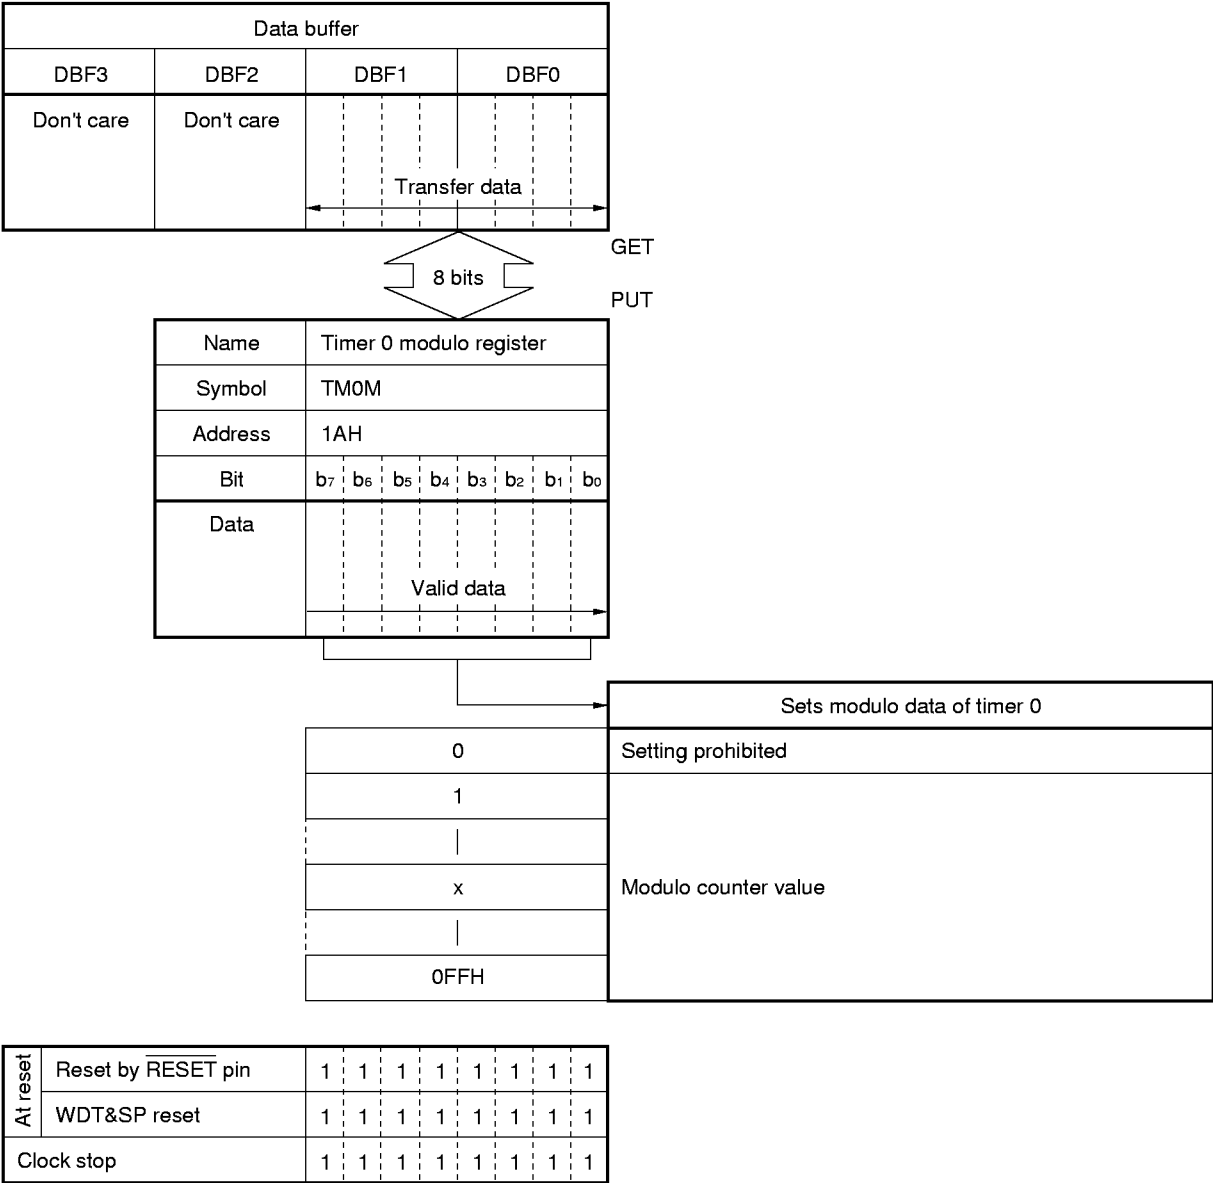 Data buffer
DBF3 DBF2 DBF1 DBF0
Don't care Don't care
Transfer data
GET
8 bits
PUT
Name Timer 0 modulo register
Symbol TM0M
Address 1AH
Bit b7 b6 b5 b4 b3 b2 b1 b0
Data
Valid data
Sets modulo data of timer 0
0 Setting prohibited
1
x Modulo counter value
0FFH
At reset
Reset by RESET pin 1 1 1 1 1 1 1 1
WDT&SP reset 1 1 1 1 1 1 1 1
Clock stop 1 1 1 1 1 1 1 1